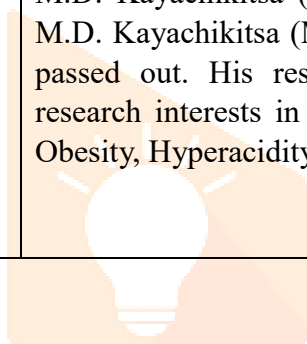 M.D. Kayachikitsa (
M.D. Kayachikitsa (M
passed out. His res
research interests in
Obesity, Hyperacidity